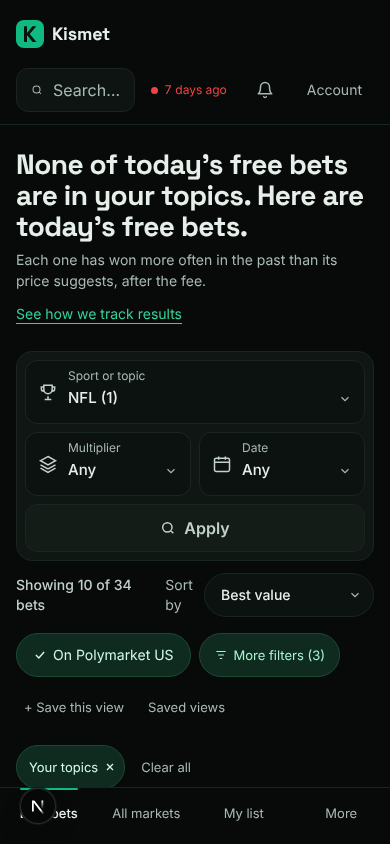 Kismet
Search...
7 days ago
Account
None of today's free bets
are in your topics. Here are
today's free bets.
Each one has won more often in the past than its
price suggests, after the fee.
See how we track results
Sport or topic
NFL (1)
Multiplier
Any
Date
Any
Apply
Showing 10 of 34
bets
Sort
by
Best value
On Polymarket US
More filters (3)
+ Save this view
Saved views
Your topics ×
Clear all
bets
All markets
My list
More